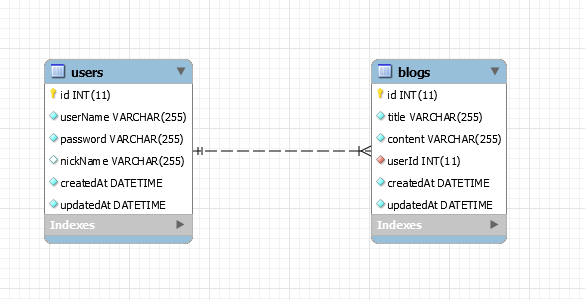 users
id INT(11)
userName VARCHAR(255)
password VARCHAR(255)
nickName VARCHAR(255)
createdAt DATETIME
updatedAt DATETIME
Indexes
blogs
id INT(11)
title VARCHAR(255)
content VARCHAR(255)
userId INT(11)
createdAt DATETIME
updatedAt DATETIME
Indexes